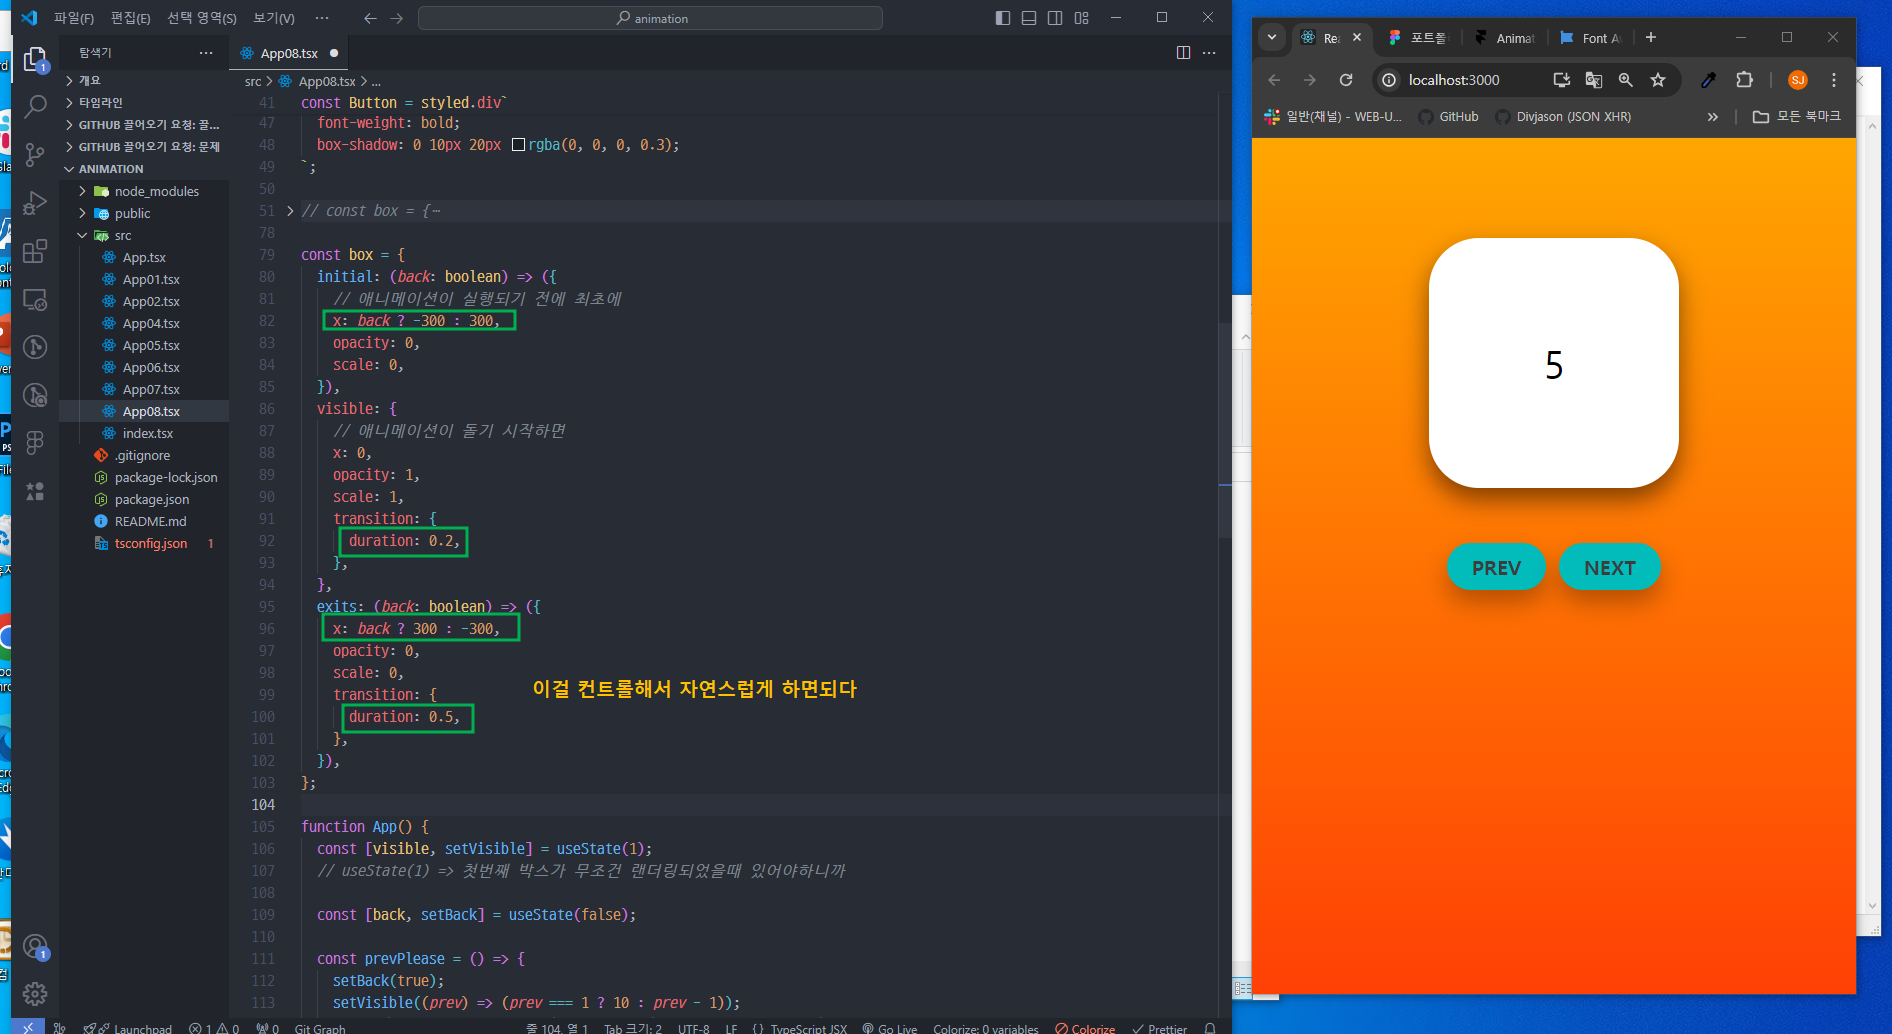 파일(F) 편집(E) 선택 영역(S) 보기(V) ··· animation
탐색기 ···
개요
타임라인
GITHUB 끌어오기 요청: 끌...
GITHUB 끌어오기 요청: 문제
ANIMATION
node_modules
public
src
App.tsx
App01.tsx
App02.tsx
App04.tsx
App05.tsx
App06.tsx
App07.tsx
App08.tsx
index.tsx
.gitignore
package-lock.json
package.json
README.md
tsconfig.json 1
1
1
App08.tsx
src > App08.tsx > ...
41 const Button = styled.div`
47 font-weight: bold;
48 box-shadow: 0 10px 20px rgba(0, 0, 0, 0.3);
49 `;
50
51 // const box = {···
78
79 const box = {
80 initial: (back: boolean) => ({
81 // 애니메이션이 실행되기 전에 최초에
82 x: back ? -300 : 300,
83 opacity: 0,
84 scale: 0,
85 }),
86 visible: {
87 // 애니메이션이 돌기 시작하면
88 x: 0,
89 opacity: 1,
90 scale: 1,
91 transition: {
92 duration: 0.2,
93 },
94 },
95 exits: (back: boolean) => ({
96 x: back ? 300 : -300,
97 opacity: 0,
98 scale: 0,
99 transition: {
이걸 컨트롤해서 자연스럽게 하면되다
100 duration: 0.5,
101 },
102 }),
103 };
104
105 function App() {
106 const [visible, setVisible] = useState(1);
107 // useState(1) => 첫번째 박스가 무조건 랜더링되었을때 있어야하니까
108
109 const [back, setBack] = useState(false);
110
111 const prevPlease = () => {
112 setBack(true);
113 setVisible((prev) => (prev === 1 ? 10 : prev - 1));
Launchpad 1 0 0 Git Graph 줄 104, 열 1 Tab 크기: 2 UTF-8 LF {} TypeScript JSX Go Live Colorize: 0 variables Colorize Prettier
Rea 포트폴 Animat Font A
localhost:3000 SJ
일반(채널) - WEB-U... GitHub Divjason (JSON XHR) » 모든 북마크
5
PREV NEXT